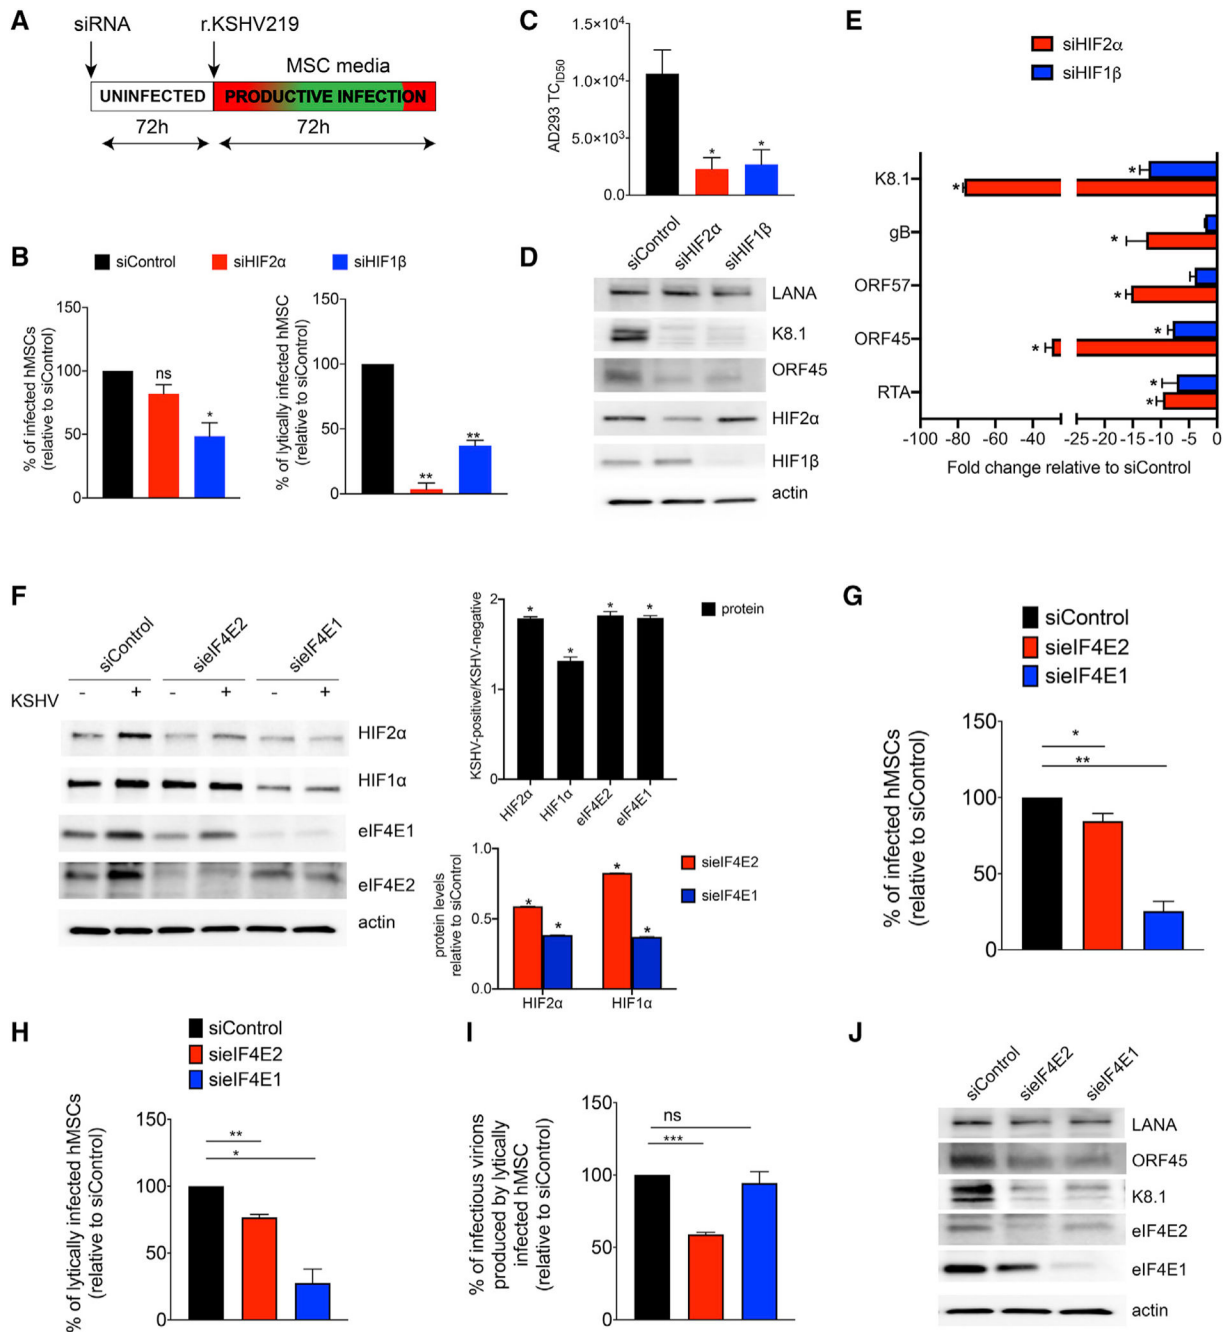 A
siRNA
r.KSHV219
MSC media
UNINFECTED
PRODUCTIVE INFECTION
72h
72h
B
siControl
siHIF2α
siHIF1β
% of infected hMSCs
(relative to siControl)
150
100
50
0
ns
*
% of lytically infected hMSC
(relative to siControl)
150
100
50
0
**
**
C
AD293 TC_ID50
1.5×10⁴
1.0×10⁴
5.0×10³
0.0
*
*
siControl
siHIF2α
siHIF1β
D
LANA
K8.1
ORF45
HIF2α
HIF1β
actin
E
siHIF2α
siHIF1β
K8.1
gB
ORF57
ORF45
RTA
*
*
*
*
*
*
*
*
-100 -80 -60 -40 -25 -20 -15 -10 -5 0
Fold change relative to siControl
F
siControl
sieIF4E2
sieIF4E1
KSHV - + - + - +
HIF2α
HIF1α
eIF4E1
eIF4E2
actin
KSHV-positive/KSHV-negative
2
1
0
* * * *
protein
HIF2α
HIF1α
eIF4E2
eIF4E1
protein levels
relative to siControl
1.0
0.5
0.0
* * * *
sieIF4E2
sieIF4E1
HIF2α HIF1α
G
siControl
sieIF4E2
sieIF4E1
% of infected hMSCs
(relative to siControl)
150
100
50
0
*
**
H
siControl
sieIF4E2
sieIF4E1
% of lytically infected hMSCs
(relative to siControl)
150
100
50
0
**
*
I
% of infectious virions
produced by lytically
infected hMSC
(relative to siControl)
150
100
50
0
ns
***
J
siControl
sieIF4E2
sieIF4E1
LANA
ORF45
K8.1
eIF4E2
eIF4E1
actin